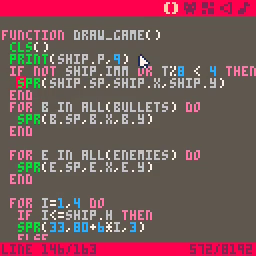 FUNCTION DRAW_GAME()
CLS()
PRINT(SHIP.P,9)
IF NOT SHIP.IMM OR T%8 < 4 THEN
SPR(SHIP.SP,SHIP.X,SHIP.Y)
END
FOR B IN ALL(BULLETS) DO
SPR(B.SP,B.X,B.Y)
END
FOR E IN ALL(ENEMIES) DO
SPR(E.SP,E.X,E.Y)
END
FOR I=1,4 DO
IF I<=SHIP.H THEN
SPR(33,80+6*I,3)
ELSE
LINE 146/163 572/8192